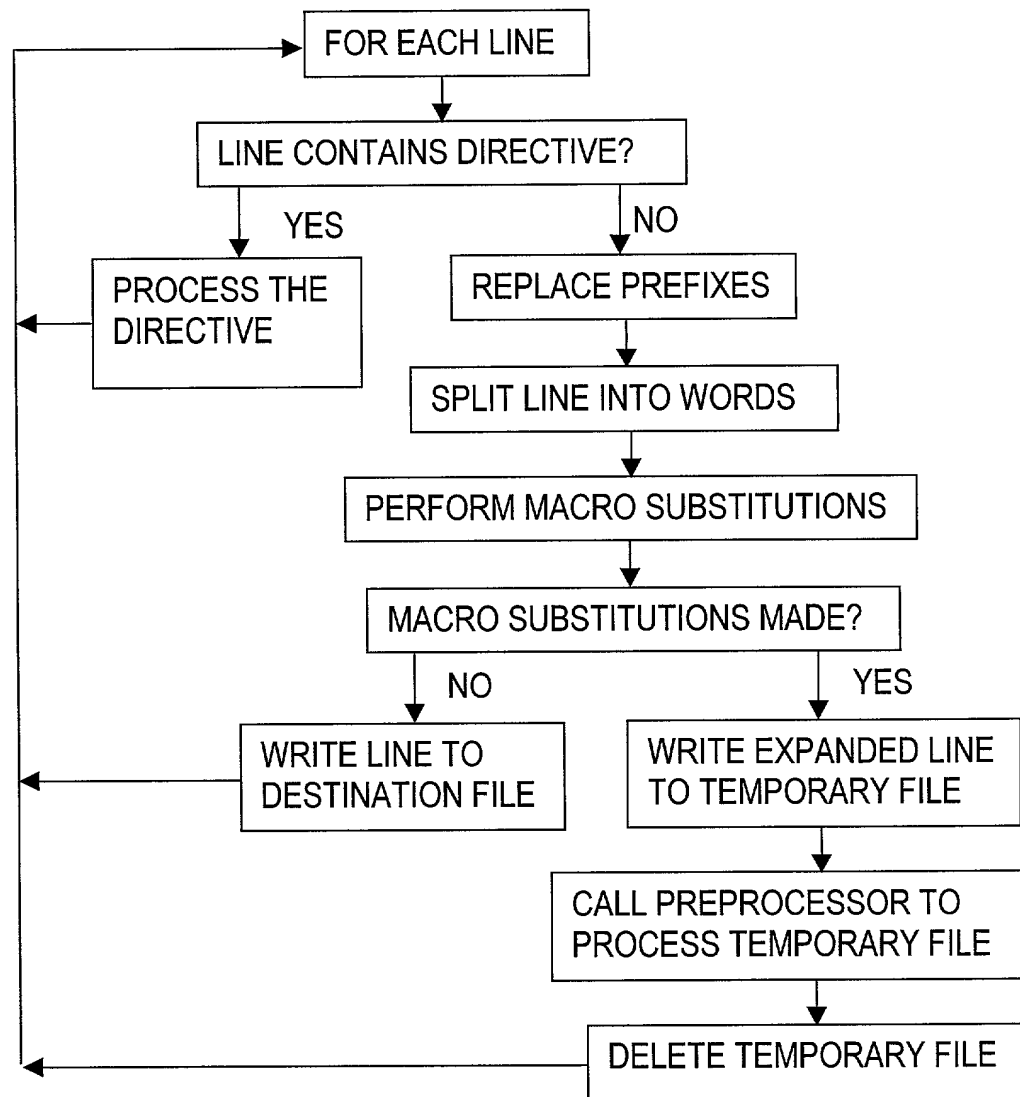 FOR EACH LINE
LINE CONTAINS DIRECTIVE?
YES
NO
PROCESS THE
DIRECTIVE
REPLACE PREFIXES
SPLIT LINE INTO WORDS
PERFORM MACRO SUBSTITUTIONS
MACRO SUBSTITUTIONS MADE?
NO
YES
WRITE LINE TO
DESTINATION FILE
WRITE EXPANDED LINE
TO TEMPORARY FILE
CALL PREPROCESSOR TO
PROCESS TEMPORARY FILE
DELETE TEMPORARY FILE